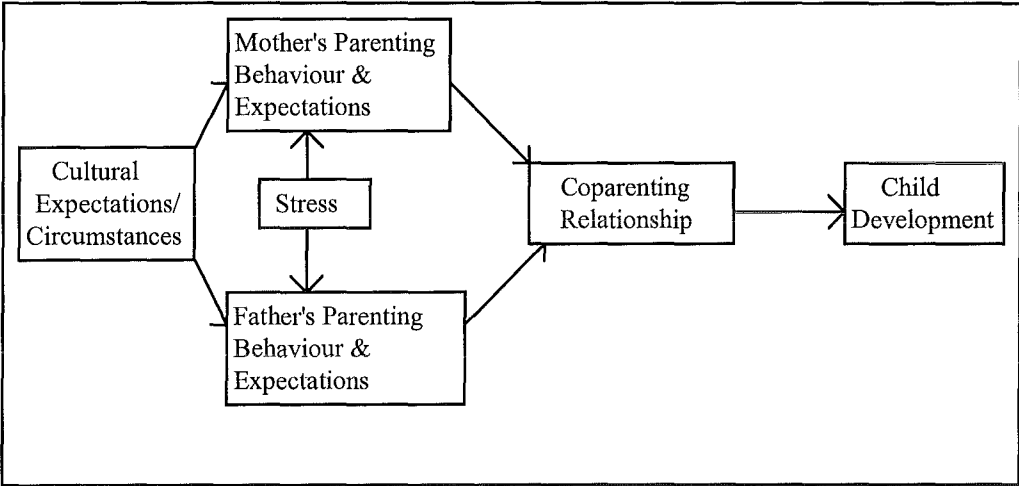 Mother's Parenting
Behaviour &
Expectations
Cultural
Expectations/
Circumstances
Stress
Coparenting
Relationship
Child
Development
Father's Parenting
Behaviour &
Expectations